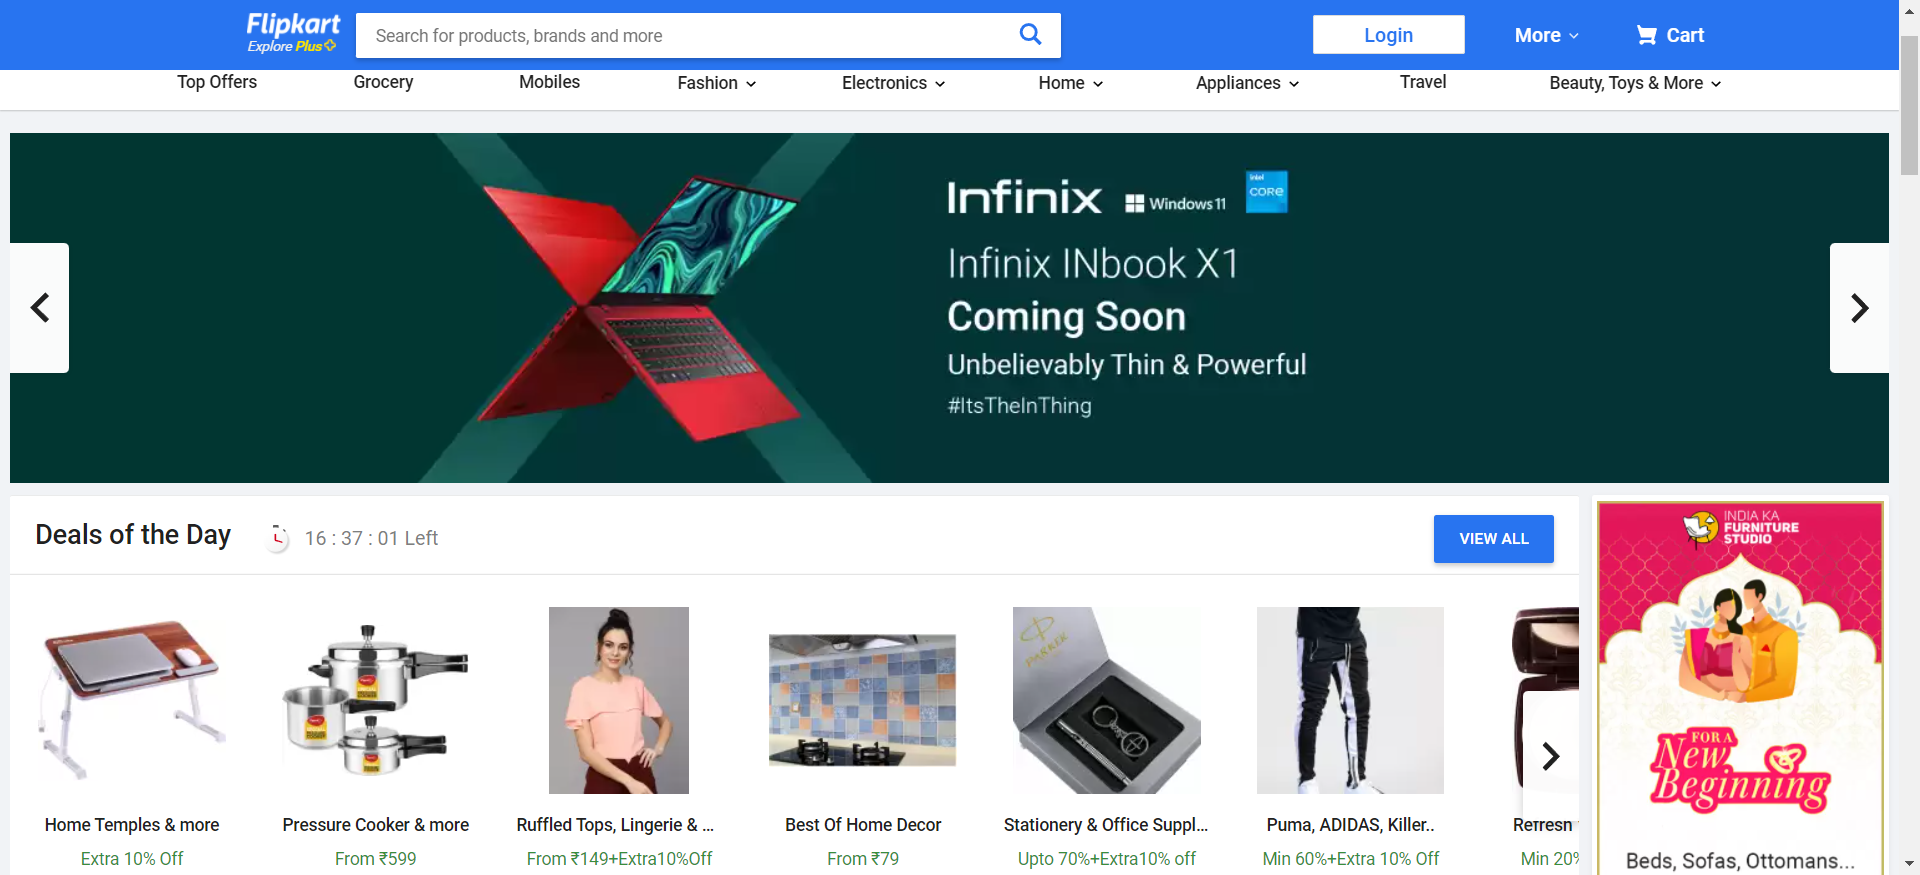 Flipkart
Explore Plus
Search for products, brands and more
Login
More
Cart
Top Offers
Grocery
Mobiles
Fashion
Electronics
Home
Appliances
Travel
Beauty, Toys & More
Infinix
Windows 11
intel
CORE
Infinix INbook X1
Coming Soon
Unbelievably Thin & Powerful
#ItsTheInThing
Deals of the Day
16 : 37 : 01 Left
VIEW ALL
INDIA KA
FURNITURE
STUDIO
PARKER
FOR A
New
Beginning
Home Temples & more
Pressure Cooker & more
Ruffled Tops, Lingerie & ...
Best Of Home Decor
Stationery & Office Suppl...
Puma, ADIDAS, Killer..
Extra 10% Off
From ₹599
From ₹149+Extra10%Off
From ₹79
Upto 70%+Extra10% off
Min 60%+Extra 10% Off
Min 20%
Beds, Sofas, Ottomans...